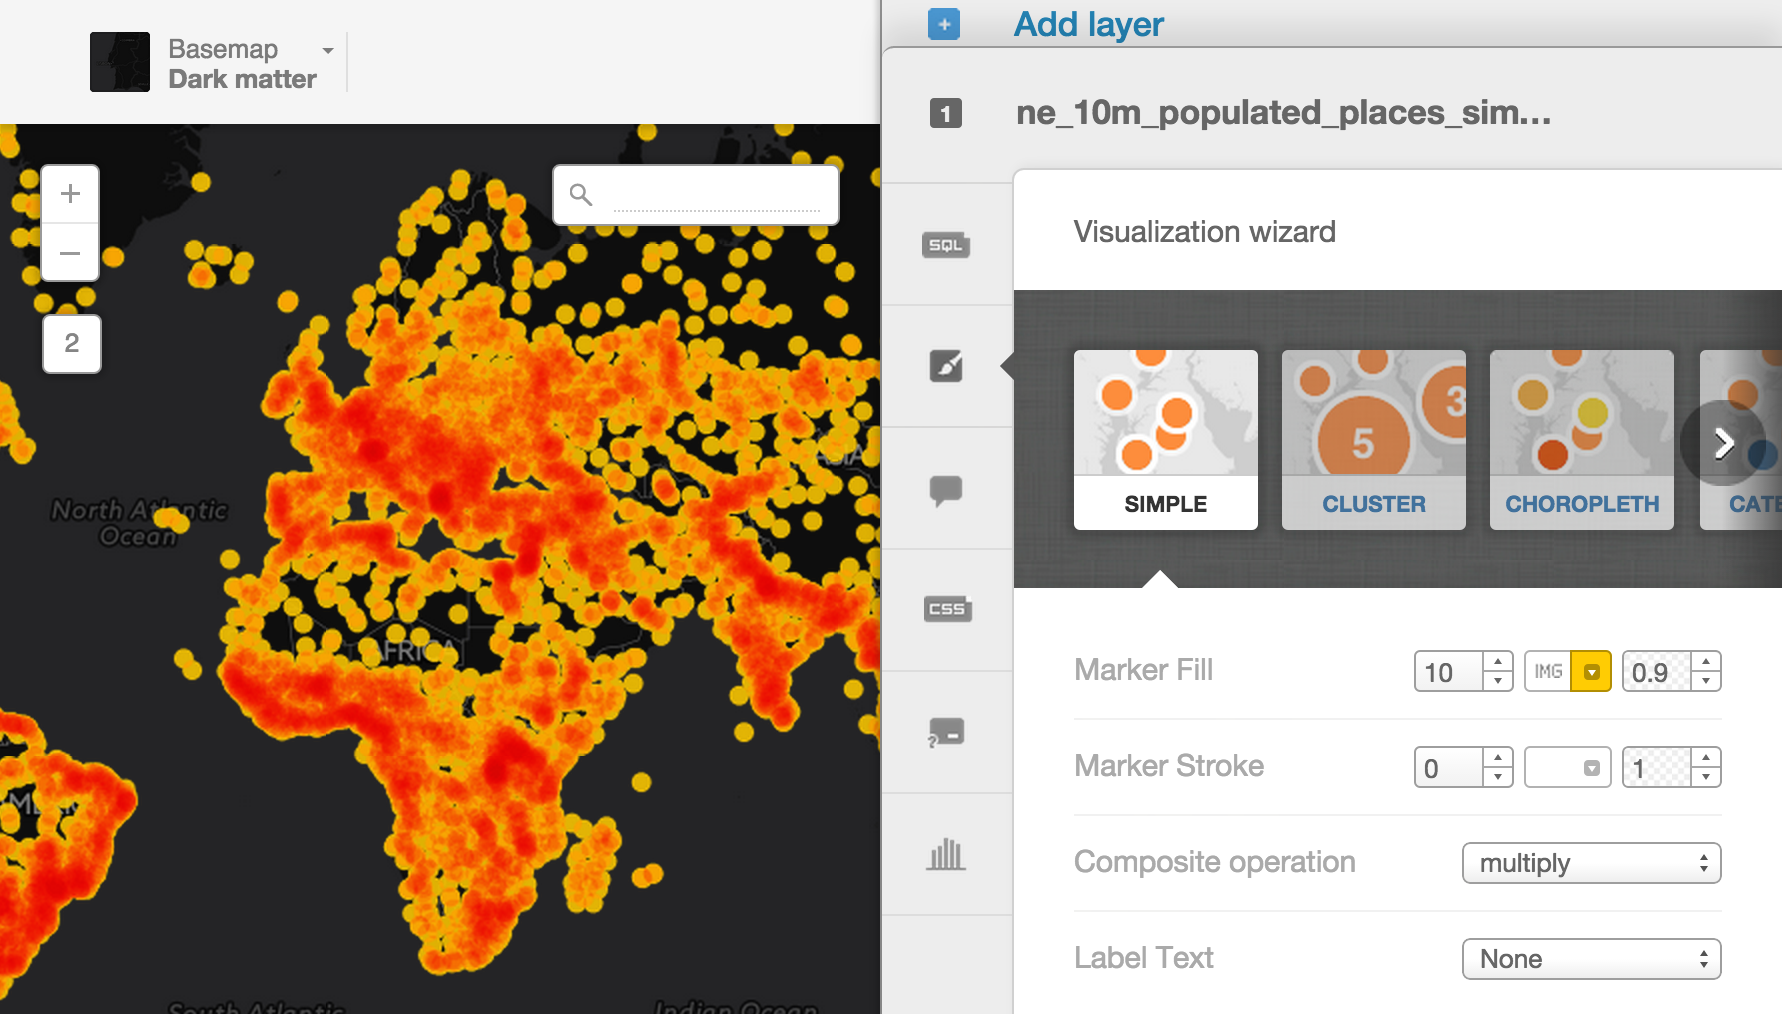 Basemap
Dark matter
+
−
2
North Atlantic
Ocean
AFRICA
ASIA
South Atlantic
Indian Ocean
Add layer
1
ne_10m_populated_places_sim...
SQL
CSS
?
Visualization wizard
5
3
SIMPLE
CLUSTER
CHOROPLETH
CATE
Marker Fill
10
IMG
0.9
Marker Stroke
0
1
Composite operation
multiply
Label Text
None